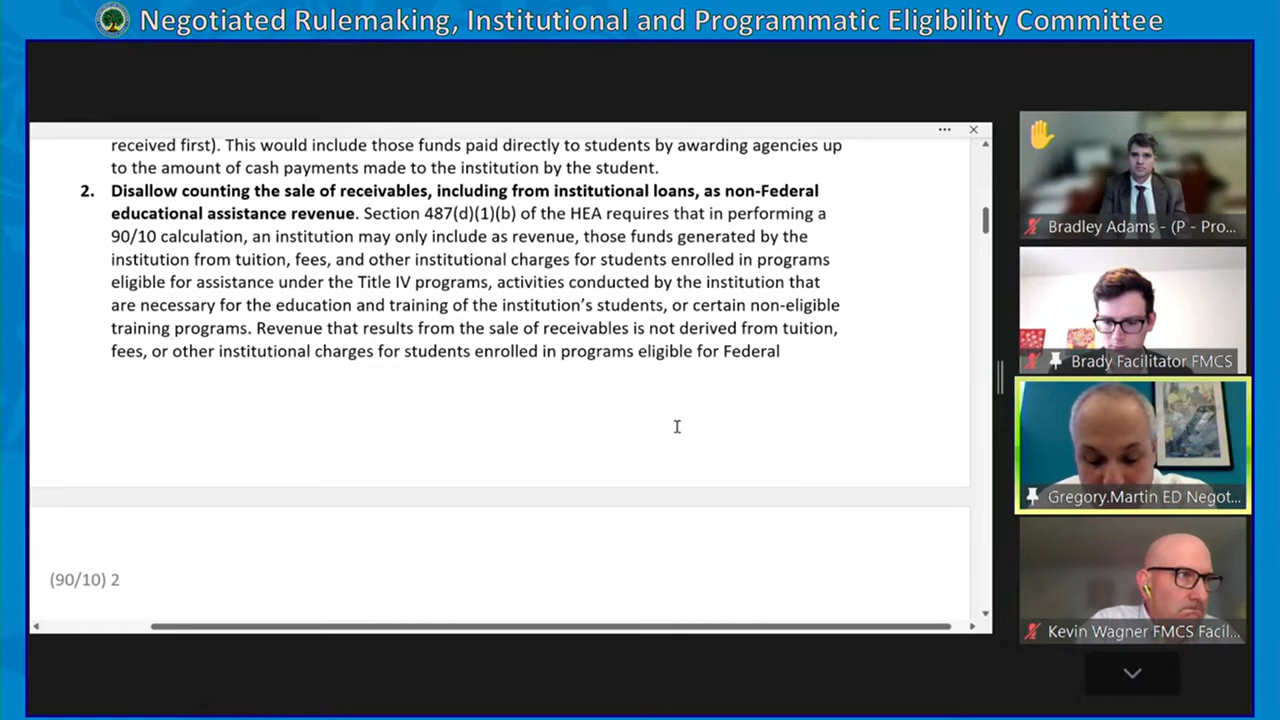 Negotiated Rulemaking, Institutional and Programmatic Eligibility Committee
received first). This would include those funds paid directly to students by awarding agencies up
to the amount of cash payments made to the institution by the student.
2. Disallow counting the sale of receivables, including from institutional loans, as non-Federal
educational assistance revenue. Section 487(d)(1)(b) of the HEA requires that in performing a
90/10 calculation, an institution may only include as revenue, those funds generated by the
institution from tuition, fees, and other institutional charges for students enrolled in programs
eligible for assistance under the Title IV programs, activities conducted by the institution that
are necessary for the education and training of the institution's students, or certain non-eligible
training programs. Revenue that results from the sale of receivables is not derived from tuition,
fees, or other institutional charges for students enrolled in programs eligible for Federal
(90/10) 2
Bradley Adams - (P - Pro...
Brady Facilitator FMCS
Gregory.Martin ED Negot...
Kevin Wagner FMCS Facil...